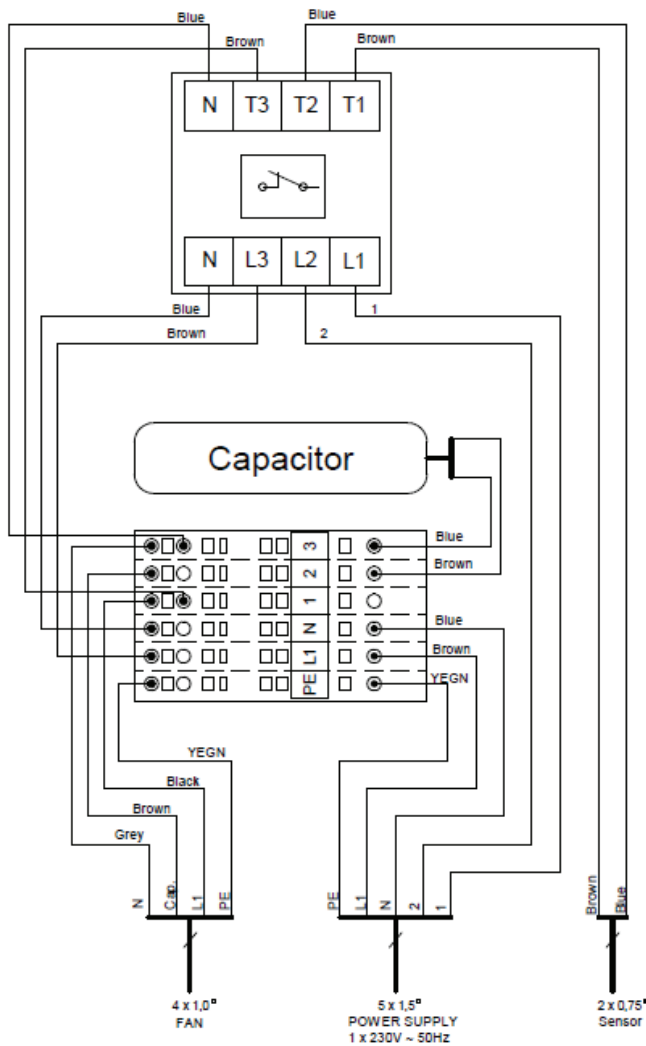 Blue
Blue
Brown
Brown
N T3 T2 T1
N L3 L2 L1
Blue
1
Brown
2
Capacitor
3
Blue
2
Brown
1
N
Blue
L1
Brown
PE
YEGN
YEGN
Black
Brown
Grey
N
Cap.
L1
PE
PE
L1
N
2
1
Brown
Blue
4 x 1,0□
FAN
5 x 1,5□
POWER SUPPLY
1 x 230V ~ 50Hz
2 x 0,75□
Sensor